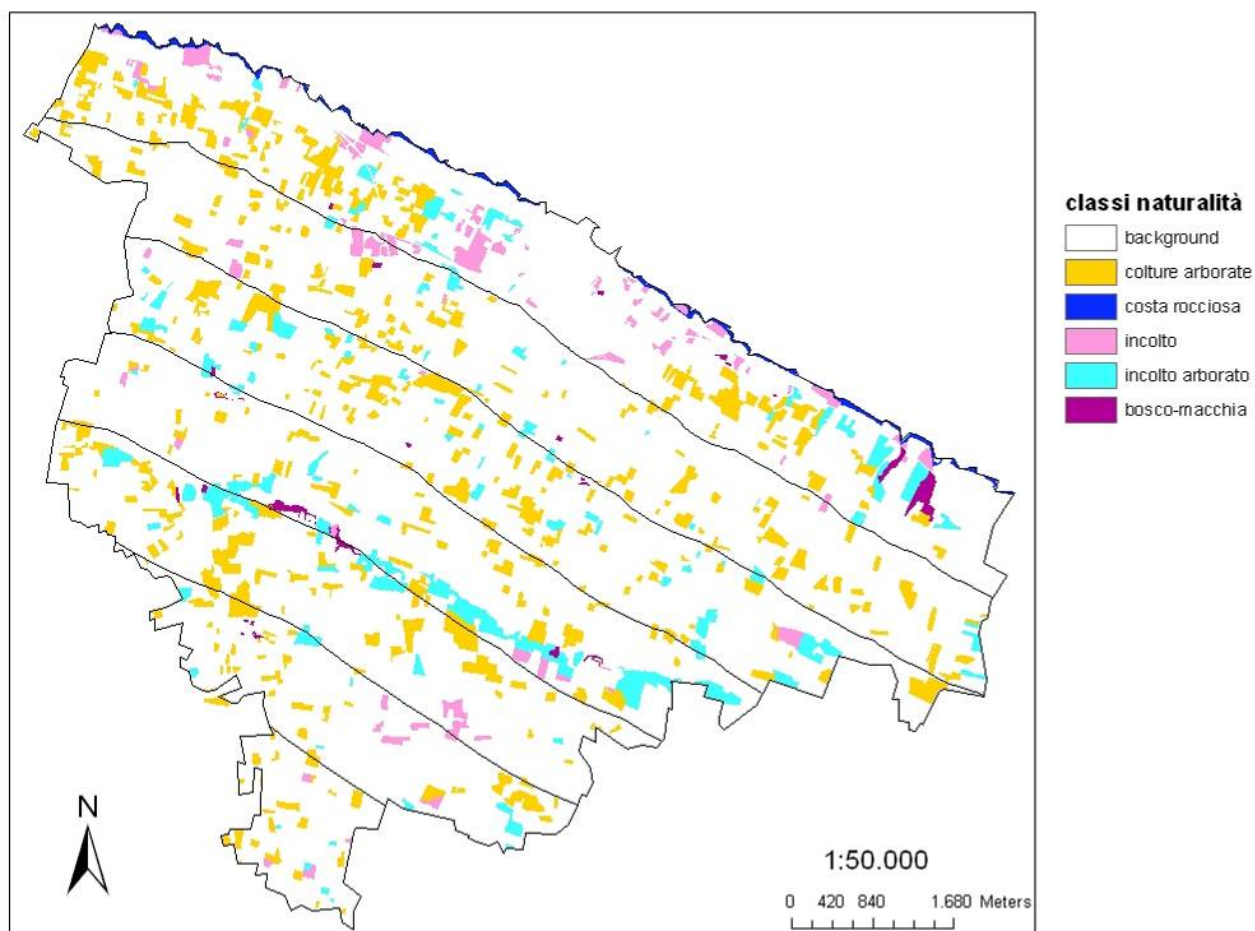 classi naturalità
background
colture arborate
costa rocciosa
incolto
incolto arborato
bosco-macchia
N
1:50.000
0 420 840 1.680 Meters